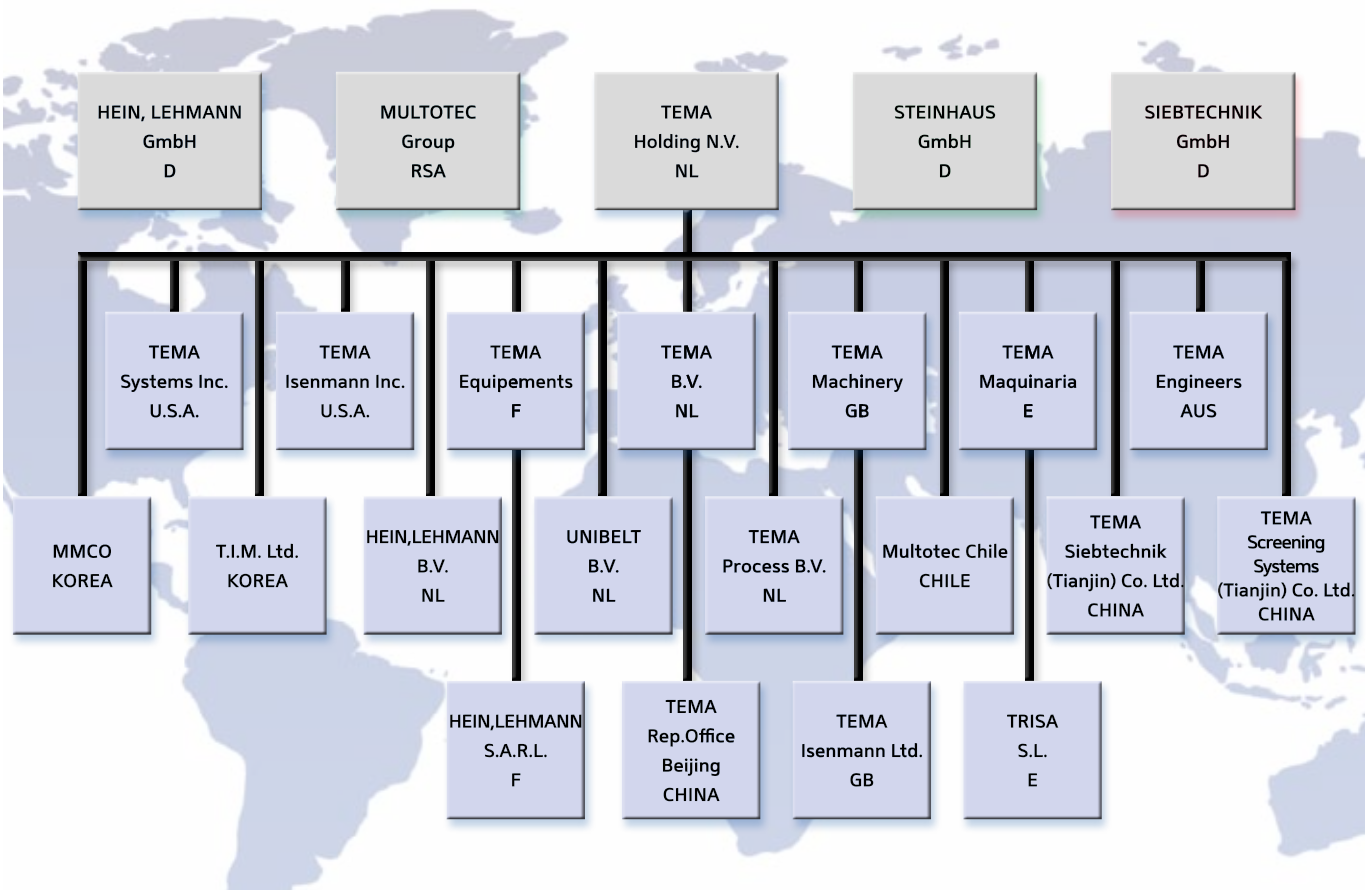 HEIN, LEHMANN
GmbH
D
MULTOTEC
Group
RSA
TEMA
Holding N.V.
NL
STEINHAUS
GmbH
D
SIEBTECHNIK
GmbH
D
TEMA
Systems Inc.
U.S.A.
TEMA
Isenmann Inc.
U.S.A.
TEMA
Equipements
F
TEMA
B.V.
NL
TEMA
Machinery
GB
TEMA
Maquinaria
E
TEMA
Engineers
AUS
MMCO
KOREA
T.I.M. Ltd.
KOREA
HEIN,LEHMANN
B.V.
NL
UNIBELT
B.V.
NL
TEMA
Process B.V.
NL
Multotec Chile
CHILE
TEMA
Siebtechnik
(Tianjin) Co. Ltd.
CHINA
TEMA
Screening
Systems
(Tianjin) Co. Ltd.
CHINA
HEIN,LEHMANN
S.A.R.L.
F
TEMA
Rep.Office
Beijing
CHINA
TEMA
Isenmann Ltd.
GB
TRISA
S.L.
E